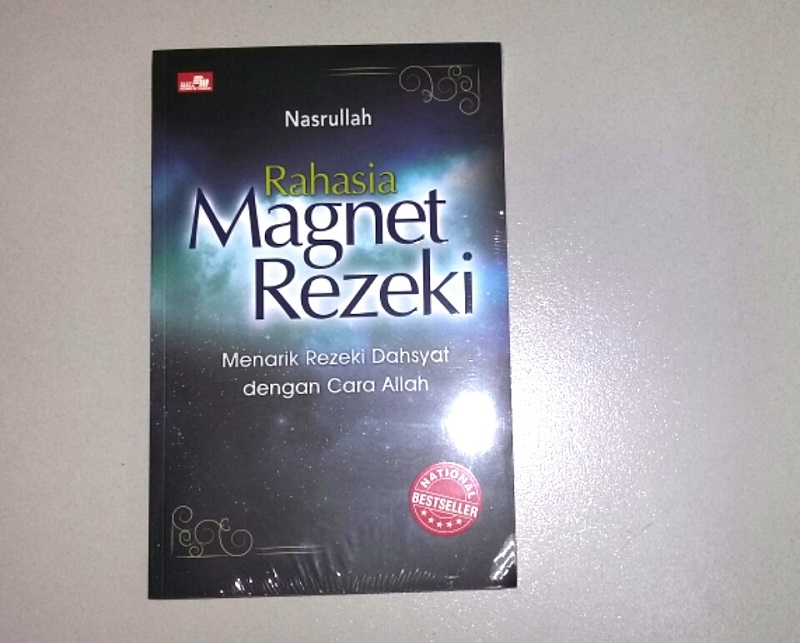 Nasrullah
Rahasia
Magnet
Rezeki
Menarik Rezeki Dahsyat
dengan Cara Allah
NATIONAL
BESTSELLER